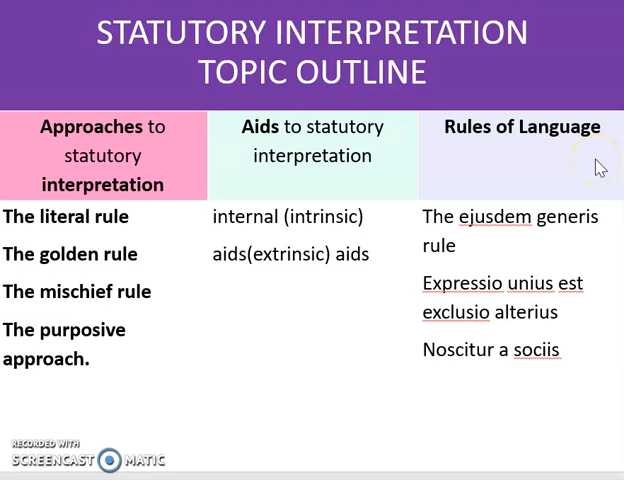 STATUTORY INTERPRETATION
TOPIC OUTLINE
Approaches to
statutory
interpretation
Aids to statutory
interpretation
Rules of Language
The literal rule
The golden rule
The mischief rule
The purposive
approach.
internal (intrinsic)
aids(extrinsic) aids
The ejusdem generis
rule
Expressio unius est
exclusio alterius
Noscitur a sociis
RECORDED WITH
SCREENCAST MATIC